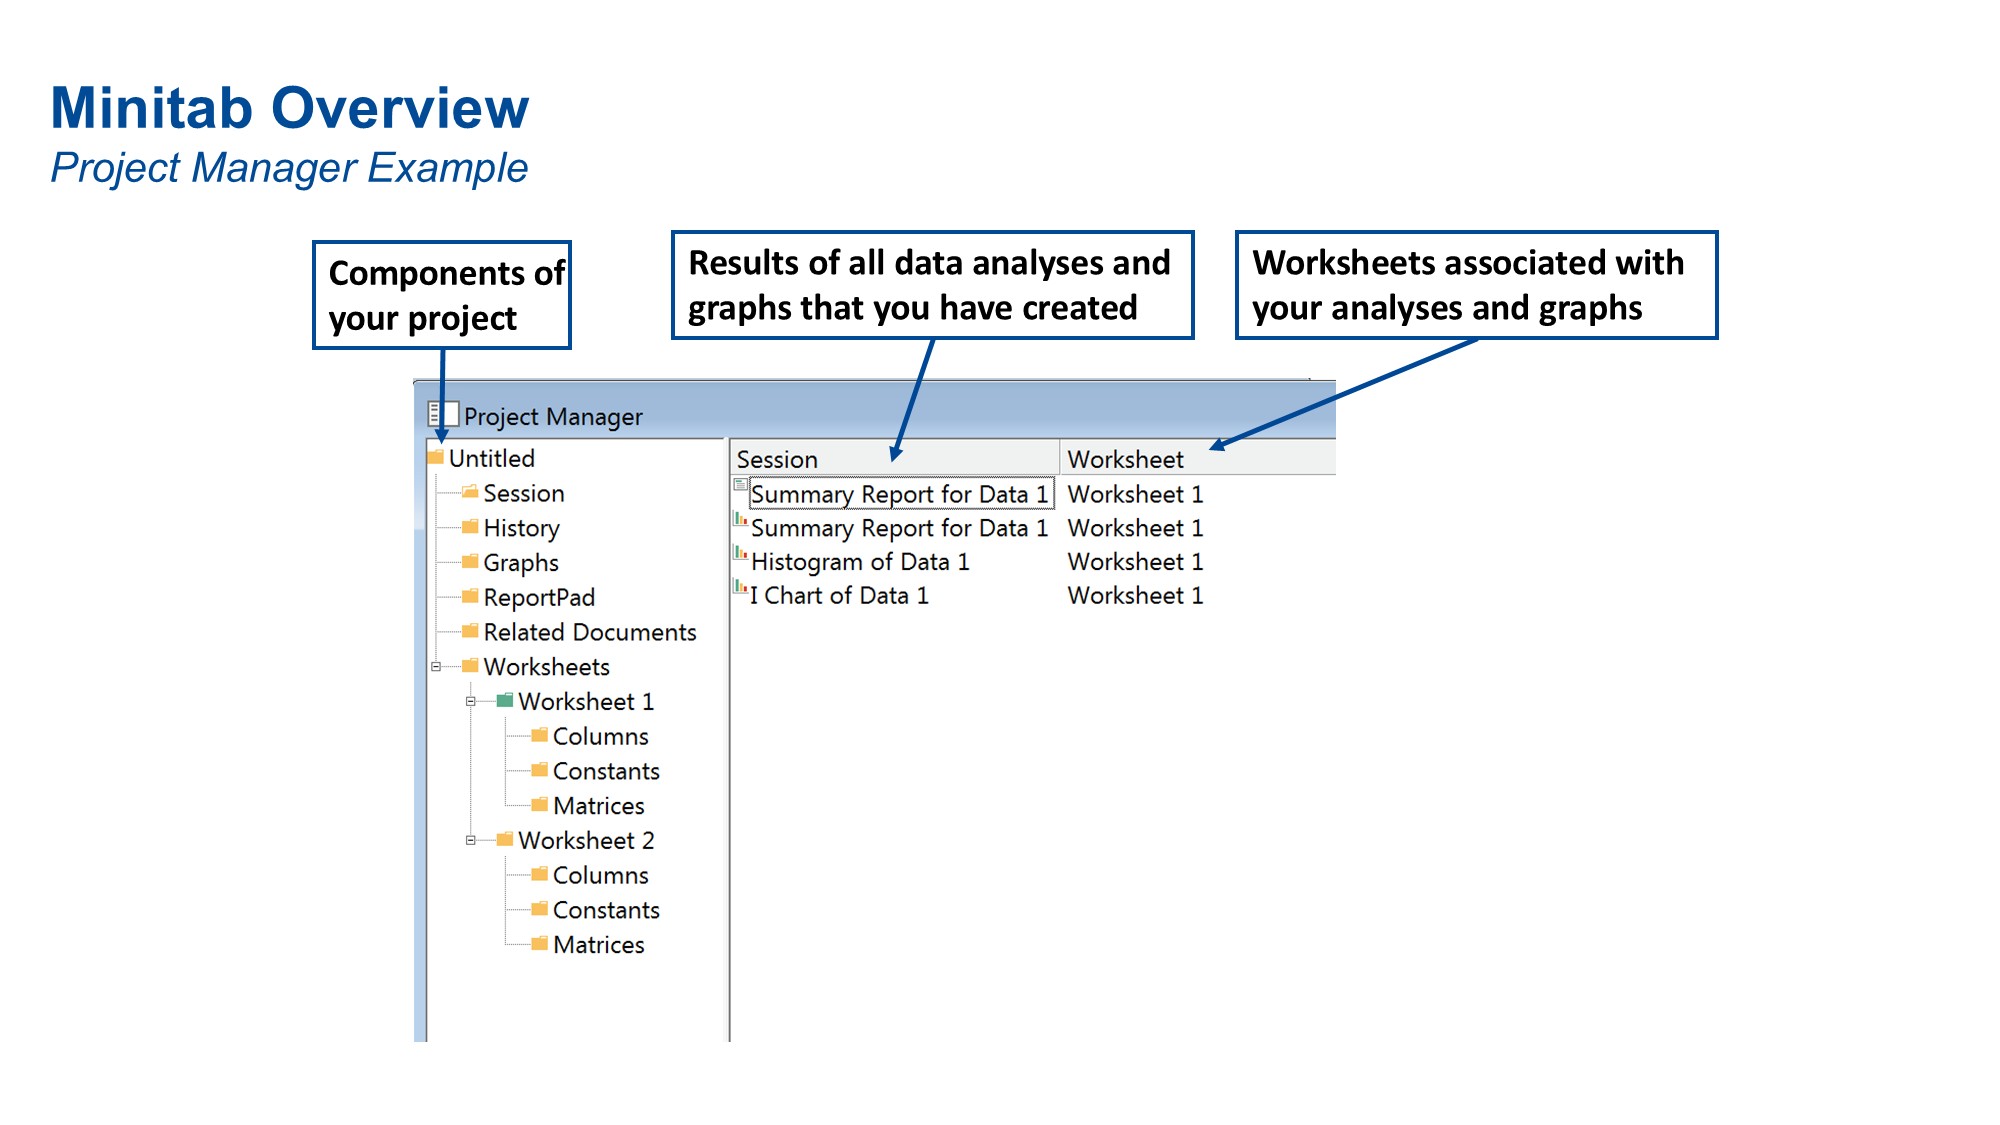 Minitab Overview
Project Manager Example
Components of
your project
Results of all data analyses and
graphs that you have created
Worksheets associated with
your analyses and graphs
Project Manager
Untitled
Session
History
Graphs
ReportPad
Related Documents
Worksheets
Worksheet 1
Columns
Constants
Matrices
Worksheet 2
Columns
Constants
Matrices
Session Worksheet
Summary Report for Data 1 Worksheet 1
Summary Report for Data 1 Worksheet 1
Histogram of Data 1 Worksheet 1
I Chart of Data 1 Worksheet 1